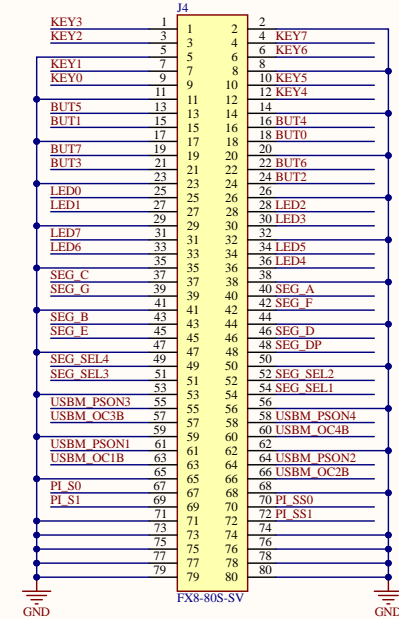 J4
KEY3 1 1 2 2
KEY2 3 3 4 4 KEY7
5 5 6 6 KEY6
KEY1 7 7 8 8
KEY0 9 9 10 10 KEY5
11 11 12 12 KEY4
BUT5 13 13 14 14
BUT1 15 15 16 16 BUT4
17 17 18 18 BUT0
BUT7 19 19 20 20
BUT3 21 21 22 22 BUT6
23 23 24 24 BUT2
LED0 25 25 26 26
LED1 27 27 28 28 LED2
29 29 30 30 LED3
LED7 31 31 32 32
LED6 33 33 34 34 LED5
35 35 36 36 LED4
SEG_C 37 37 38 38
SEG_G 39 39 40 40 SEG_A
41 41 42 42 SEG_F
SEG_B 43 43 44 44
SEG_E 45 45 46 46 SEG_D
47 47 48 48 SEG_DP
SEG_SEL4 49 49 50 50
SEG_SEL3 51 51 52 52 SEG_SEL2
53 53 54 54 SEG_SEL1
USBM_PSON3 55 55 56 56
USBM_OC3B 57 57 58 58 USBM_PSON4
59 59 60 60 USBM_OC4B
USBM_PSON1 61 61 62 62
USBM_OC1B 63 63 64 64 USBM_PSON2
65 65 66 66 USBM_OC2B
PI_S0 67 67 68 68
PI_S1 69 69 70 70 PI_SS0
71 71 72 72 PI_SS1
73 73 74 74
75 75 76 76
77 77 78 78
79 79 80 80
FX8-80S-SV
GND GND